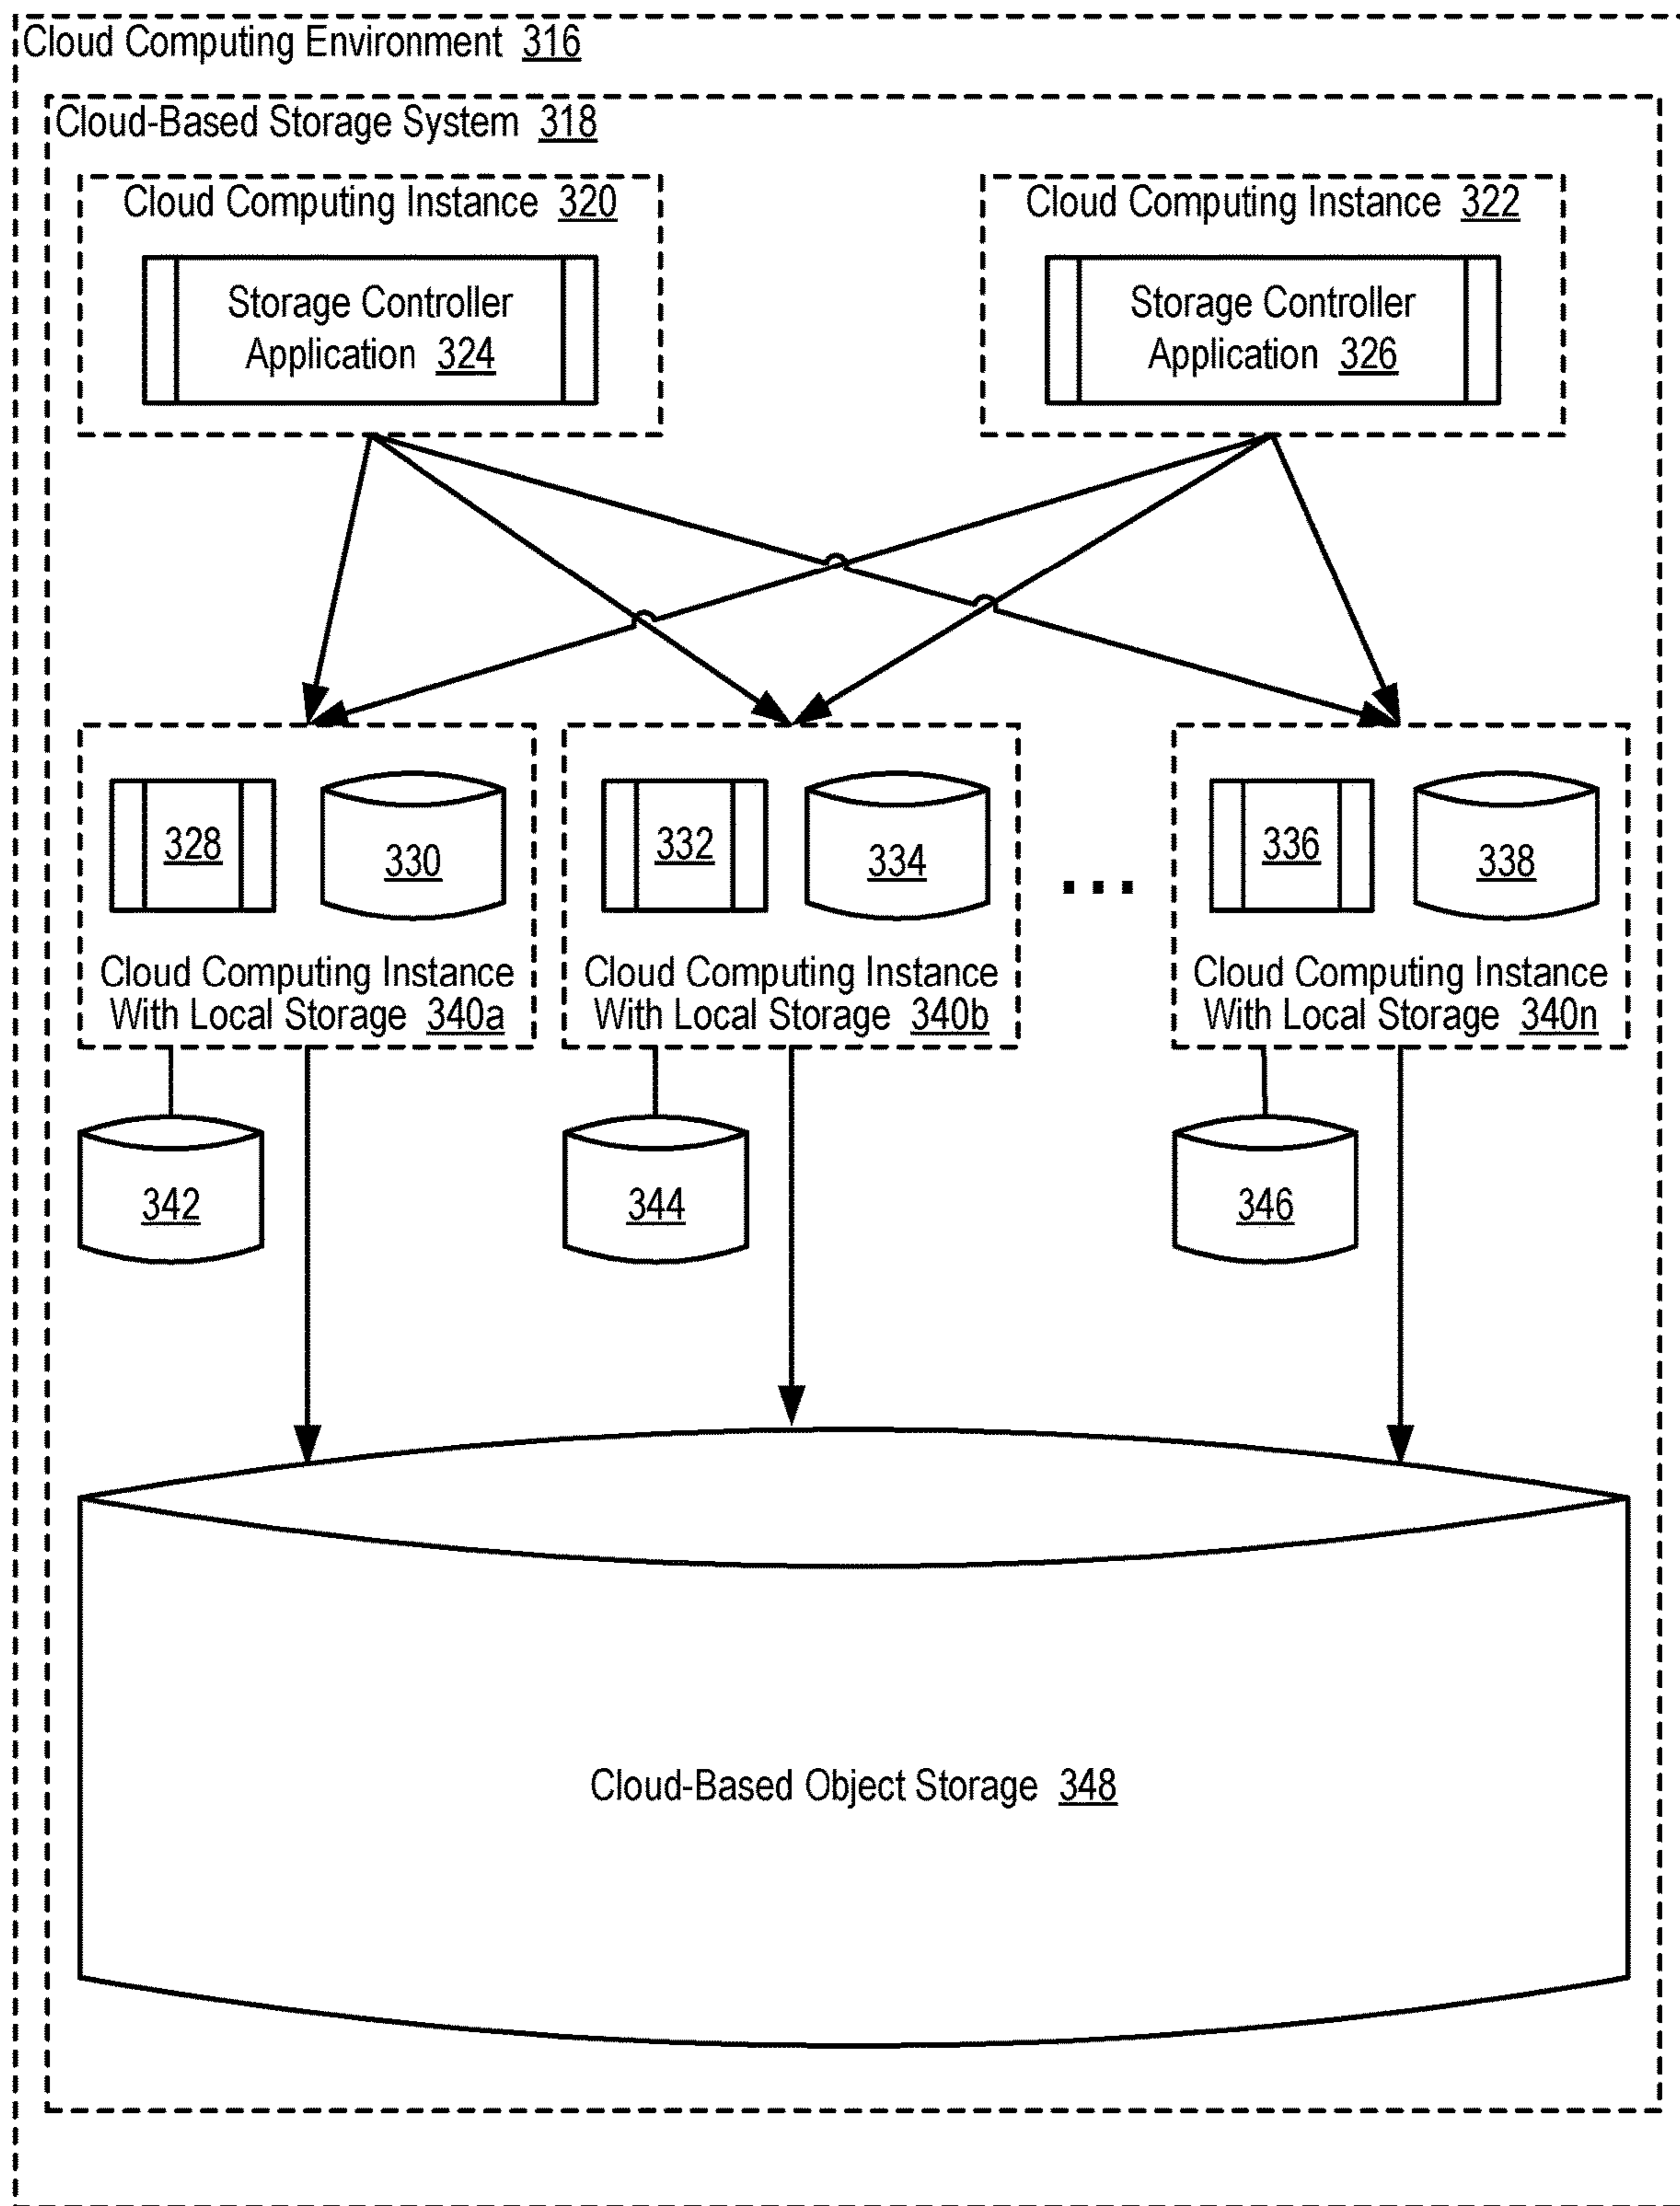 Cloud Computing Environment 316
Cloud-Based Storage System 318
Cloud Computing Instance 320
Storage Controller
Application 324
Cloud Computing Instance 322
Storage Controller
Application 326
328
330
Cloud Computing Instance
With Local Storage 340a
332
334
Cloud Computing Instance
With Local Storage 340b
...
336
338
Cloud Computing Instance
With Local Storage 340n
342
344
346
Cloud-Based Object Storage 348